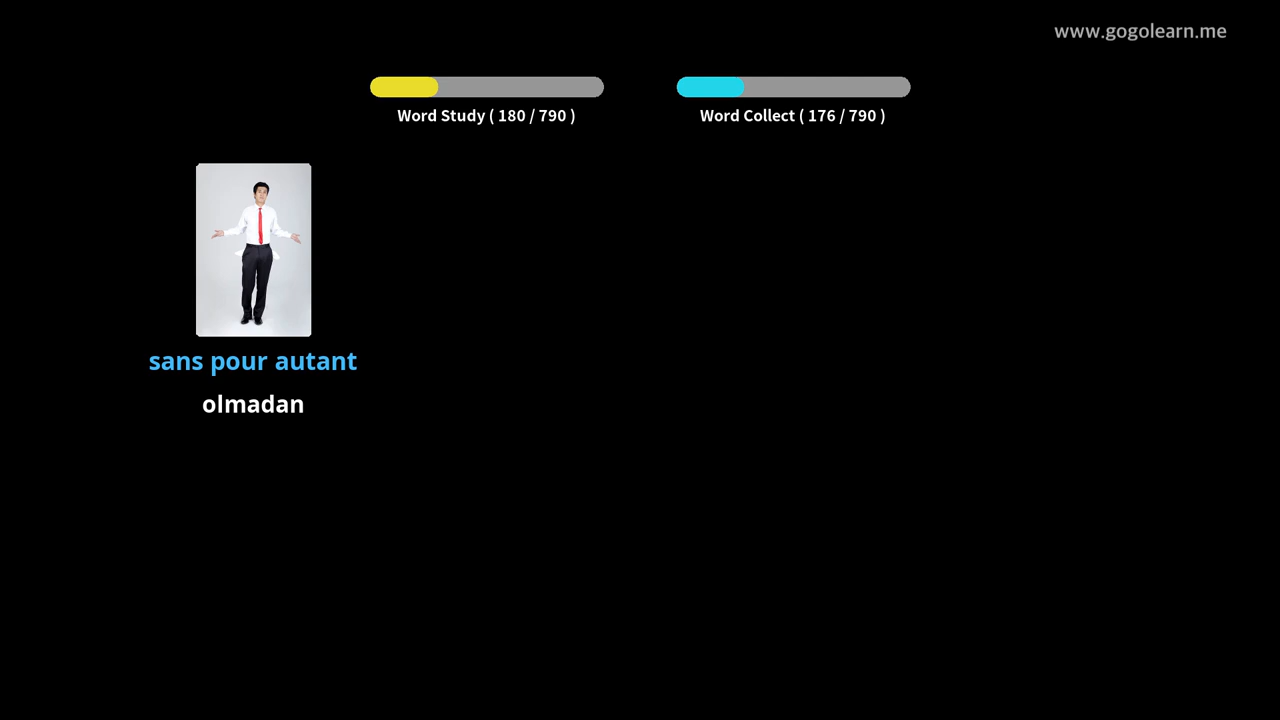 www.gogolearn.me
Word Study ( 180 / 790 )
Word Collect ( 176 / 790 )
sans pour autant
olmadan